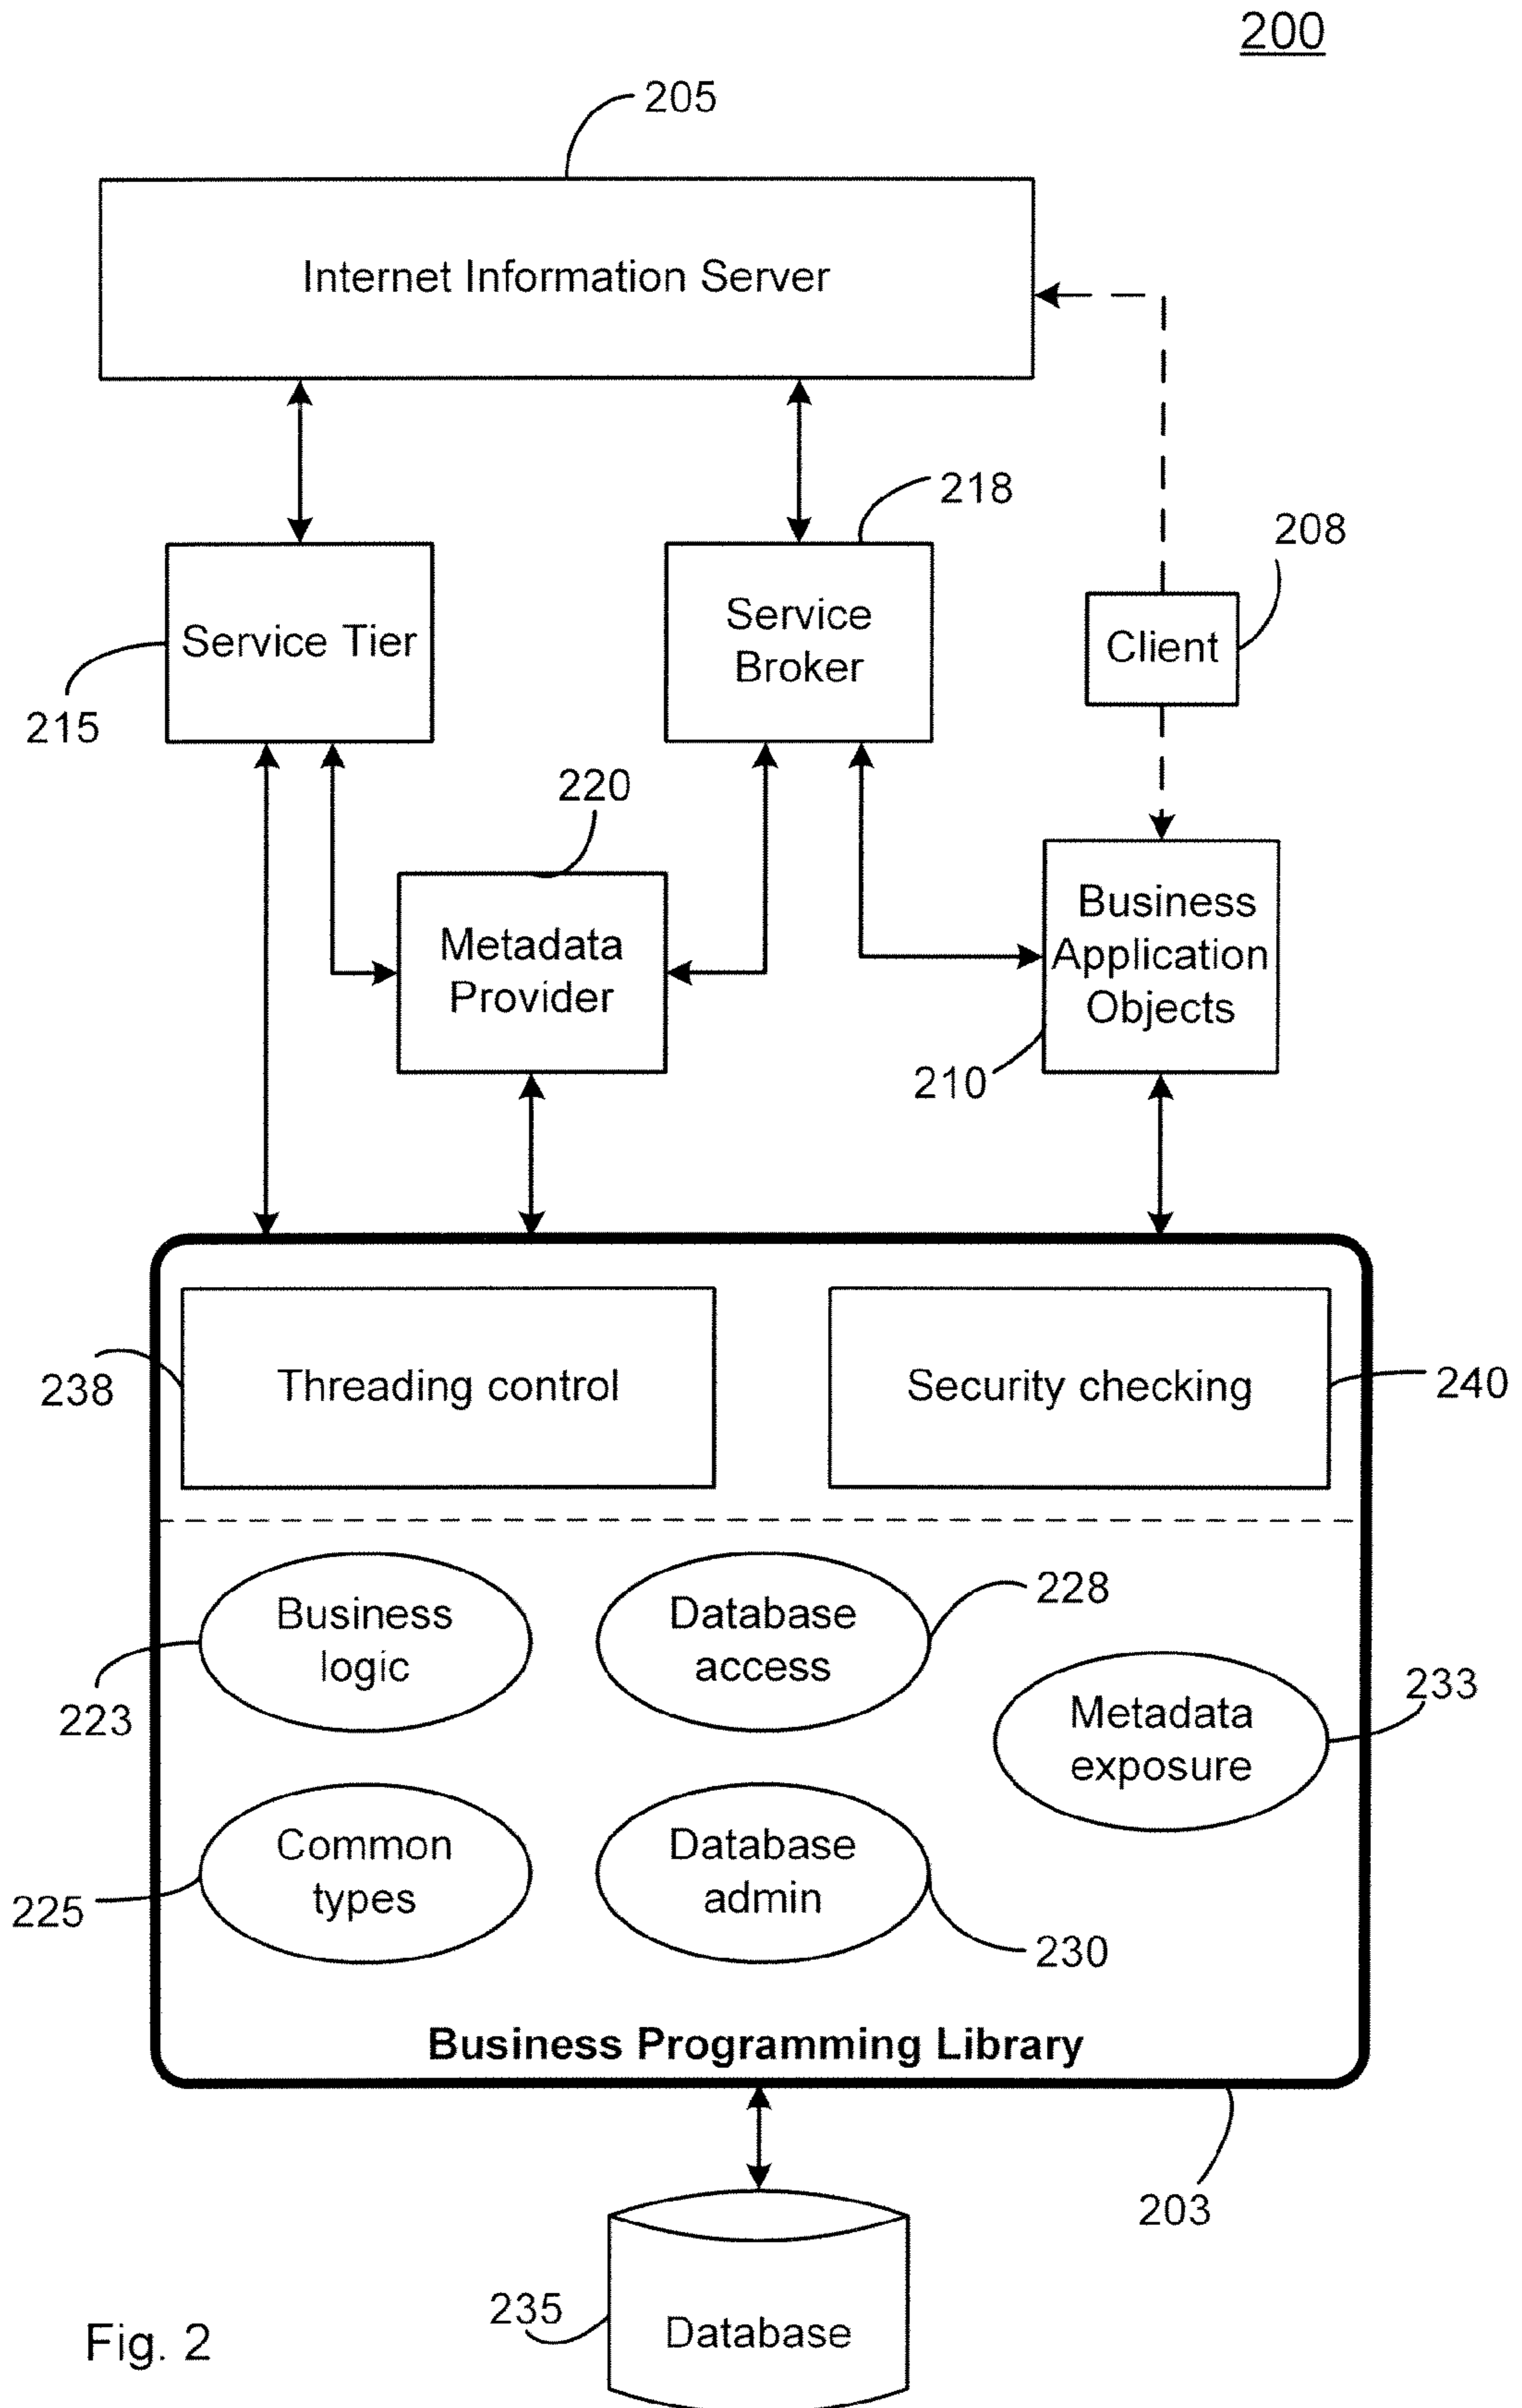 200
205
Internet Information Server
218
208
Service Tier
Service
Broker
Client
215
220
Metadata
Provider
Business
Application
Objects
210
238
Threading control
Security checking
240
Business
logic
223
Database
access
228
Metadata
exposure
233
Common
types
225
Database
admin
230
Business Programming Library
203
235
Database
Fig. 2